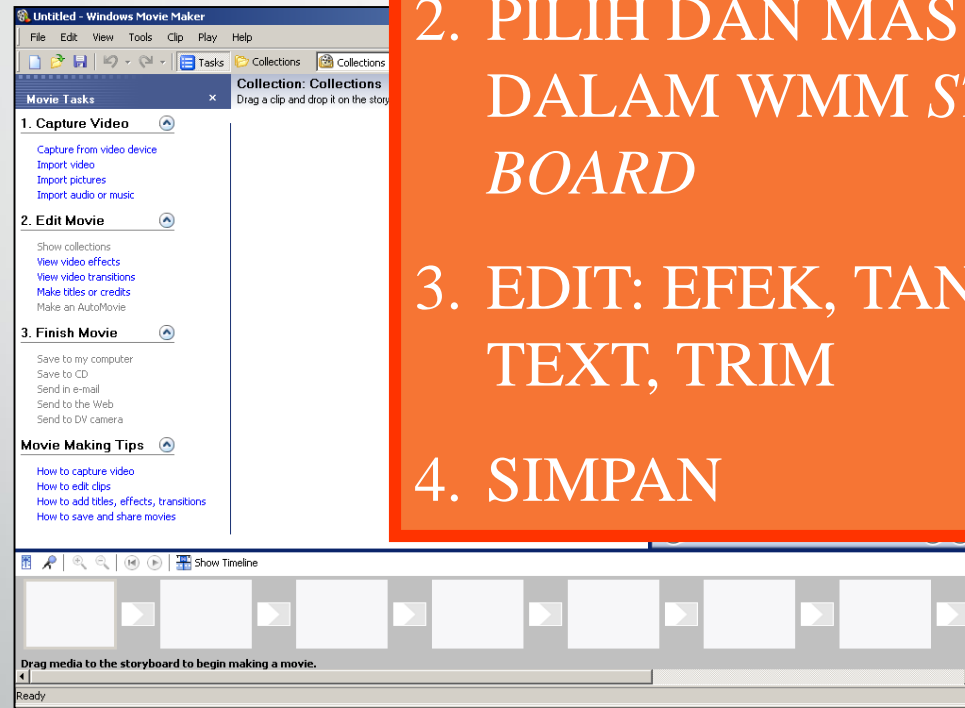 Untitled - Windows Movie Maker
File Edit View Tools Clip Play Help
Tasks Collections Collections
Movie Tasks ×
Collection: Collections
Drag a clip and drop it on the story
1. Capture Video
Capture from video device
Import video
Import pictures
Import audio or music
2. Edit Movie
Show collections
View video effects
View video transitions
Make titles or credits
Make an AutoMovie
3. Finish Movie
Save to my computer
Save to CD
Send in e-mail
Send to the Web
Send to DV camera
Movie Making Tips
How to capture video
How to edit clips
How to add titles, effects, transitions
How to save and share movies
2. PILIH DAN MAS
DALAM WMM S
BOARD
3. EDIT: EFEK, TAN
TEXT, TRIM
4. SIMPAN
Show Timeline
Drag media to the storyboard to begin making a movie.
Ready